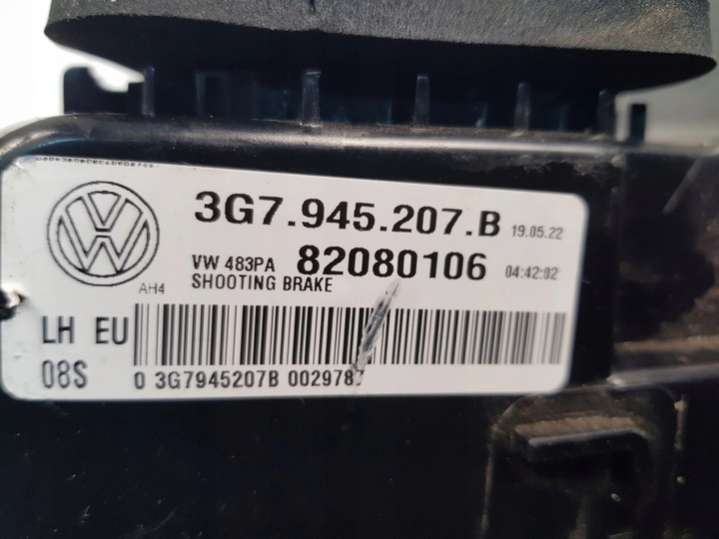 3G7.945.207.B 19.05.22
VW 483PA 82080106 04:42:02
AH4 SHOOTING BRAKE
LH EU
08S 0 3G7945207B 002978